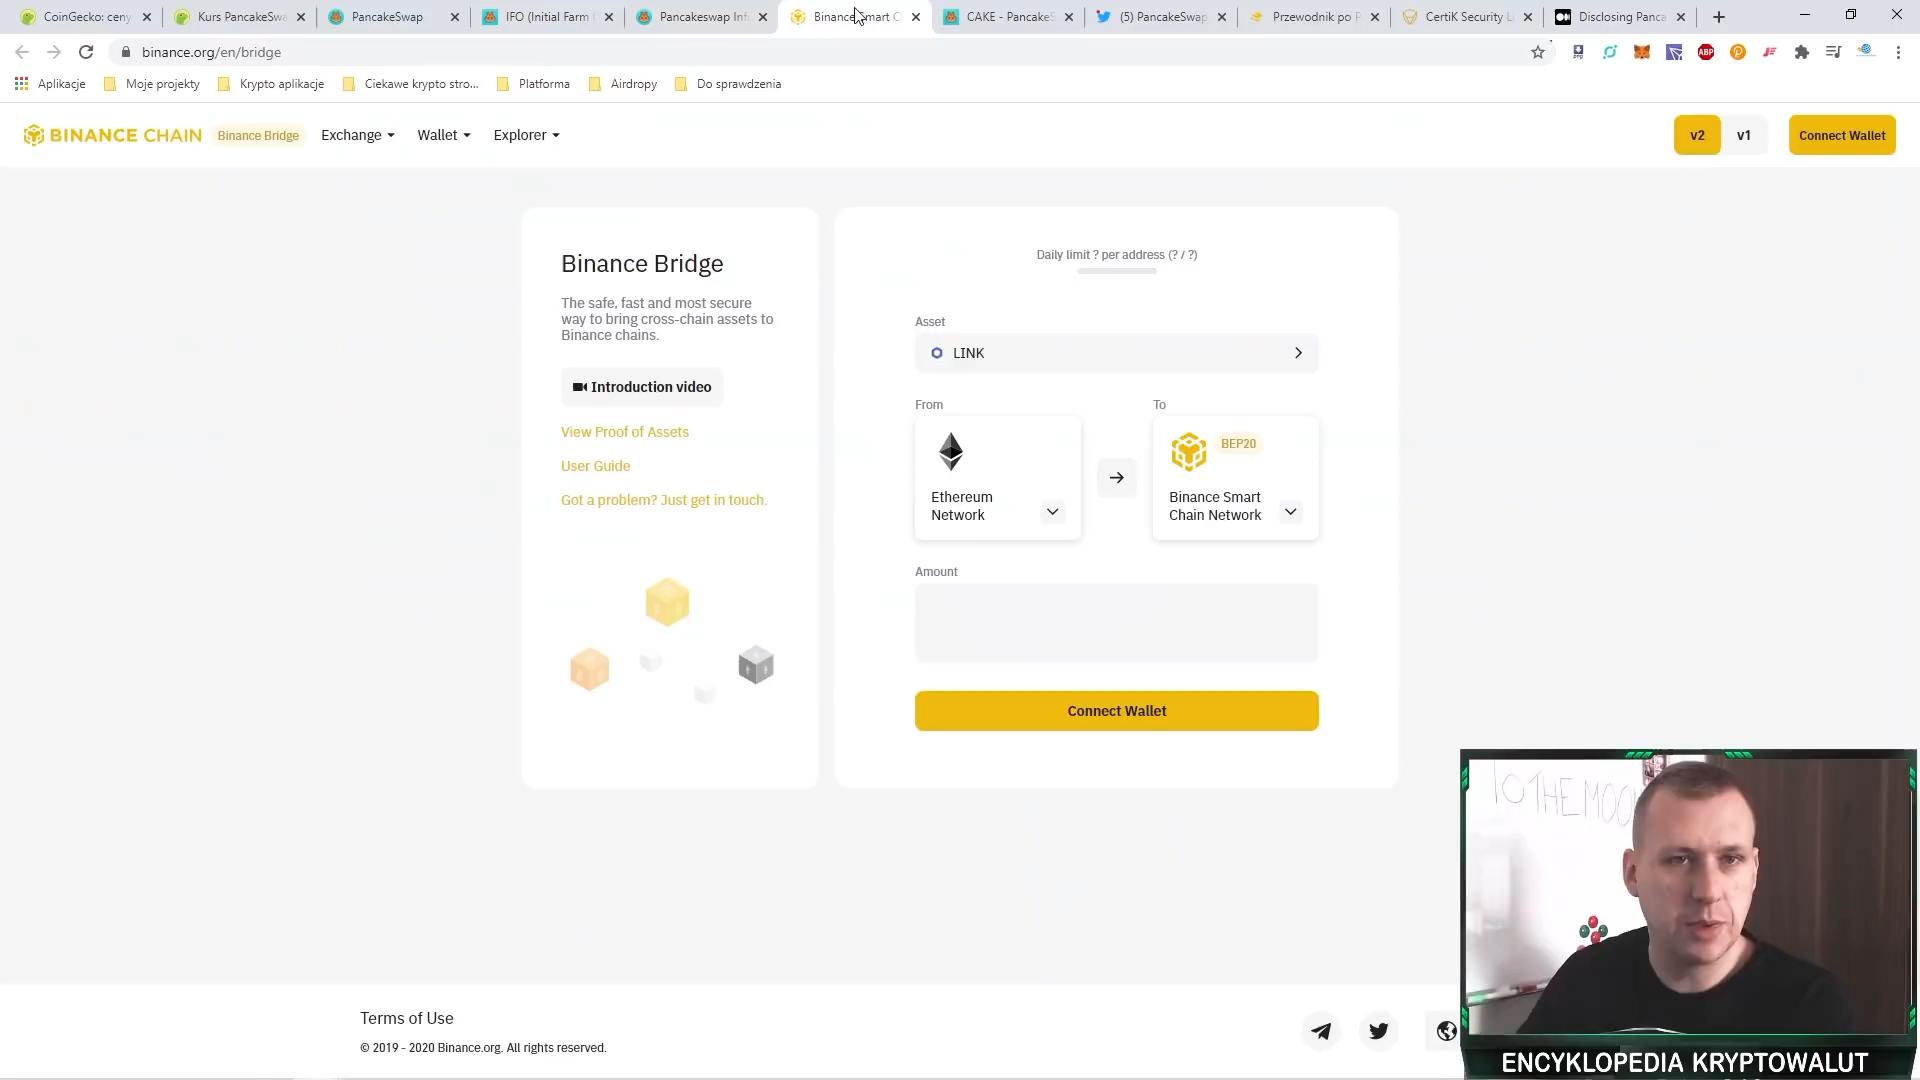 CoinGecko: ceny
Kurs PancakeSwa
PancakeSwap
IFO (Initial Farm
Pancakeswap Inf
Binance Smart C
CAKE - PancakeS
(5) PancakeSwap
Przewodnik po P
CertiK Security L
Disclosing Panca
binance.org/en/bridge
ABP
Aplikacje
Moje projekty
Krypto aplikacje
Ciekawe krypto stro...
Platforma
Airdropy
Do sprawdzenia
BINANCE CHAIN
Binance Bridge
Exchange
Wallet
Explorer
v2
v1
Connect Wallet
Binance Bridge
The safe, fast and most secure
way to bring cross-chain assets to
Binance chains.
Introduction video
View Proof of Assets
User Guide
Got a problem? Just get in touch.
Daily limit ? per address (? / ?)
Asset
LINK
From
To
Ethereum
Network
BEP20
Binance Smart
Chain Network
Amount
Connect Wallet
TO THE MOO
Terms of Use
© 2019 - 2020 Binance.org. All rights reserved.
ENCYKLOPEDIA KRYPTOWALUT